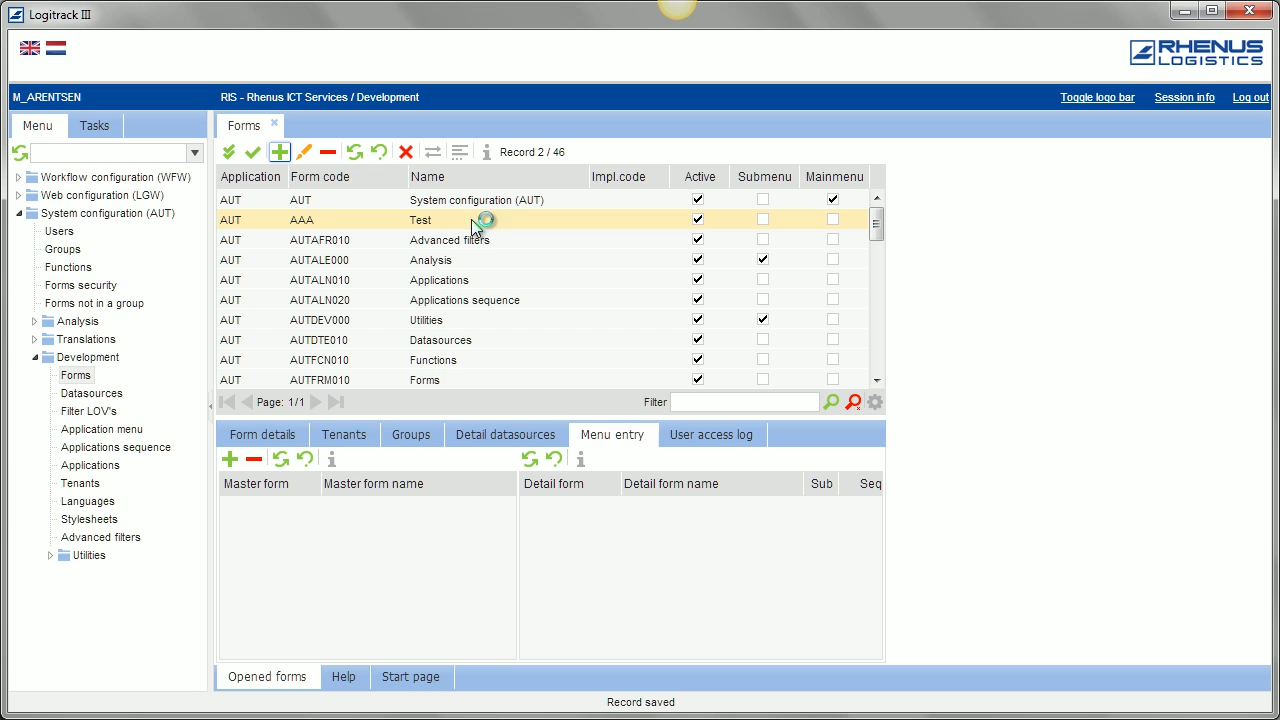 Logitrack III
RHENUS
LOGISTICS
M_ARENTSEN
RIS - Rhenus ICT Services / Development
Toggle logo bar
Session info
Log out
Menu
Tasks
Forms
Record 2 / 46
Workflow configuration (WFW)
Web configuration (LGW)
System configuration (AUT)
Users
Groups
Functions
Forms security
Forms not in a group
Analysis
Translations
Development
Forms
Datasources
Filter LOV's
Application menu
Applications sequence
Applications
Tenants
Languages
Stylesheets
Advanced filters
Utilities
Application Form code Name Impl.code Active Submenu Mainmenu
AUT AUT System configuration (AUT)
AUT AAA Test
AUT AUTAFR010 Advanced filters
AUT AUTALE000 Analysis
AUT AUTALN010 Applications
AUT AUTALN020 Applications sequence
AUT AUTDEV000 Utilities
AUT AUTDTE010 Datasources
AUT AUTFCN010 Functions
AUT AUTFRM010 Forms
Page: 1/1
Filter
Form details
Tenants
Groups
Detail datasources
Menu entry
User access log
Master form Master form name
Detail form Detail form name Sub Seq
Opened forms
Help
Start page
Record saved